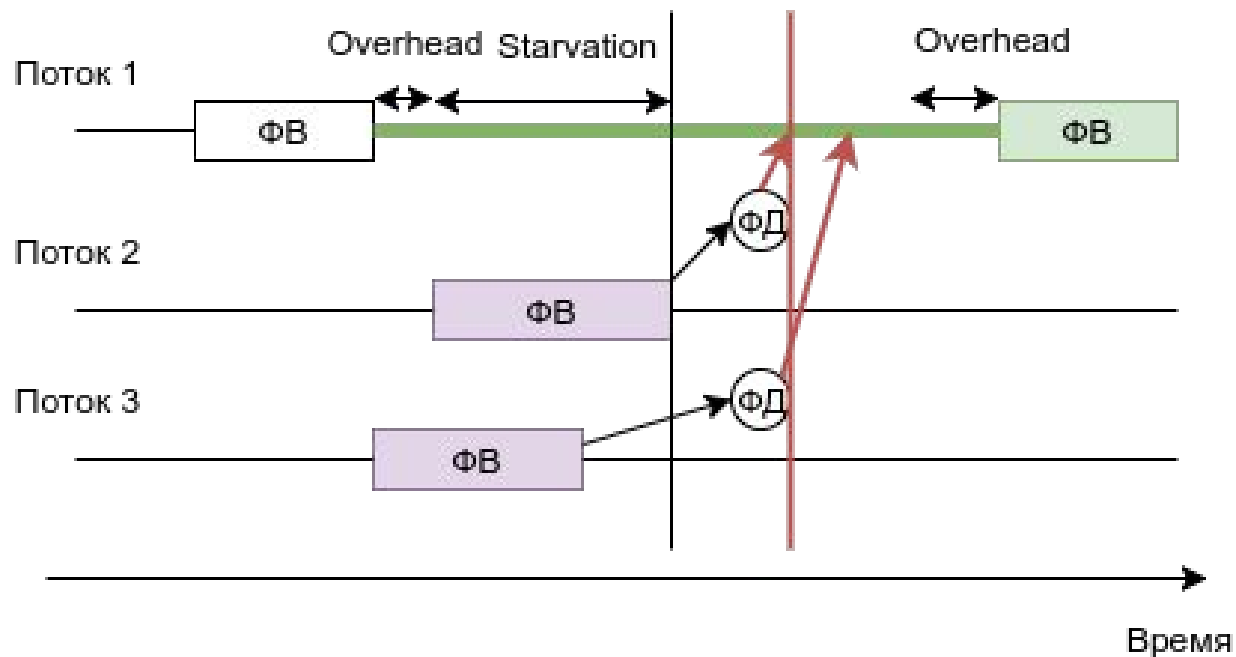 Overhead Starvation
Overhead
Поток 1
ФВ
ФВ
ФД
Поток 2
ФВ
Поток 3
ФД
ФВ
Время